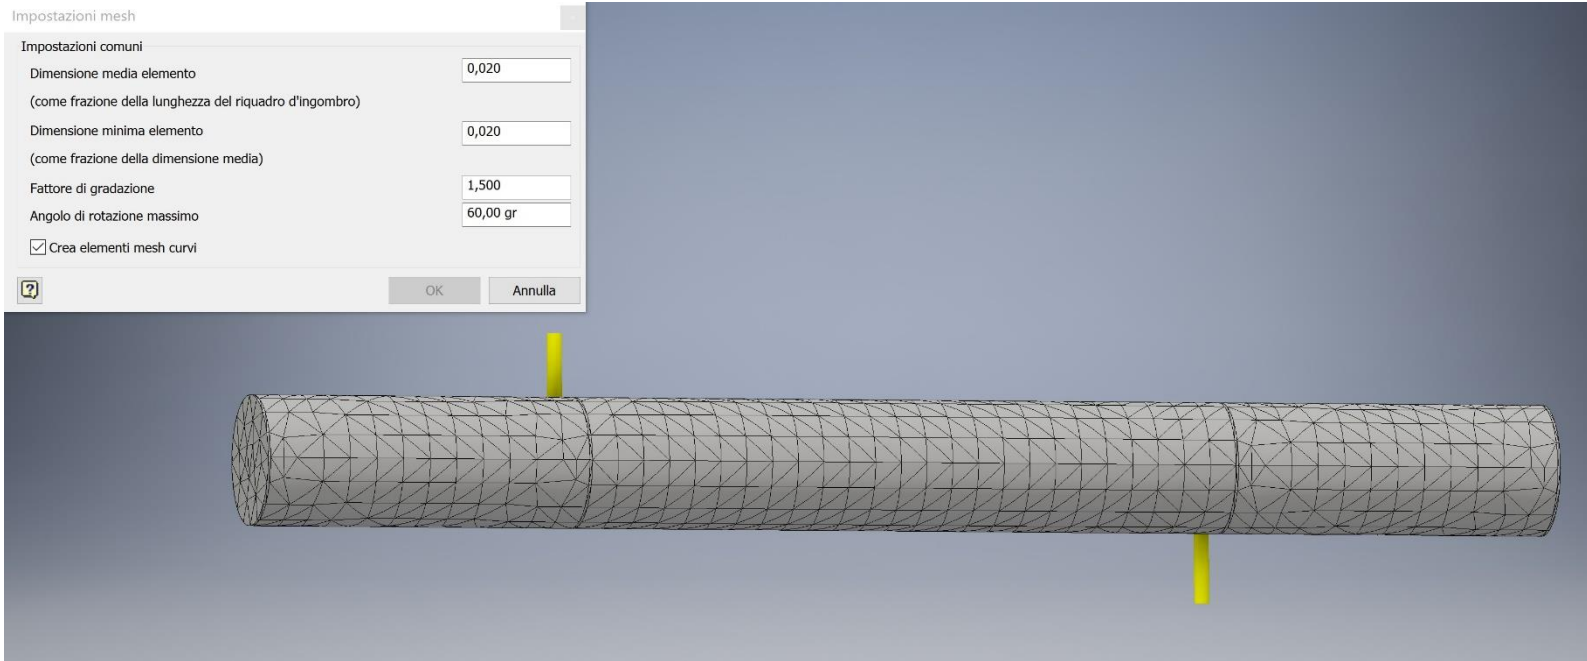 Impostazioni mesh
Impostazioni comuni
Dimensione media elemento 0,020
(come frazione della lunghezza del riquadro d'ingombro)
Dimensione minima elemento 0,020
(come frazione della dimensione media)
Fattore di gradazione 1,500
Angolo di rotazione massimo 60,00 gr
Crea elementi mesh curvi
? OK Annulla